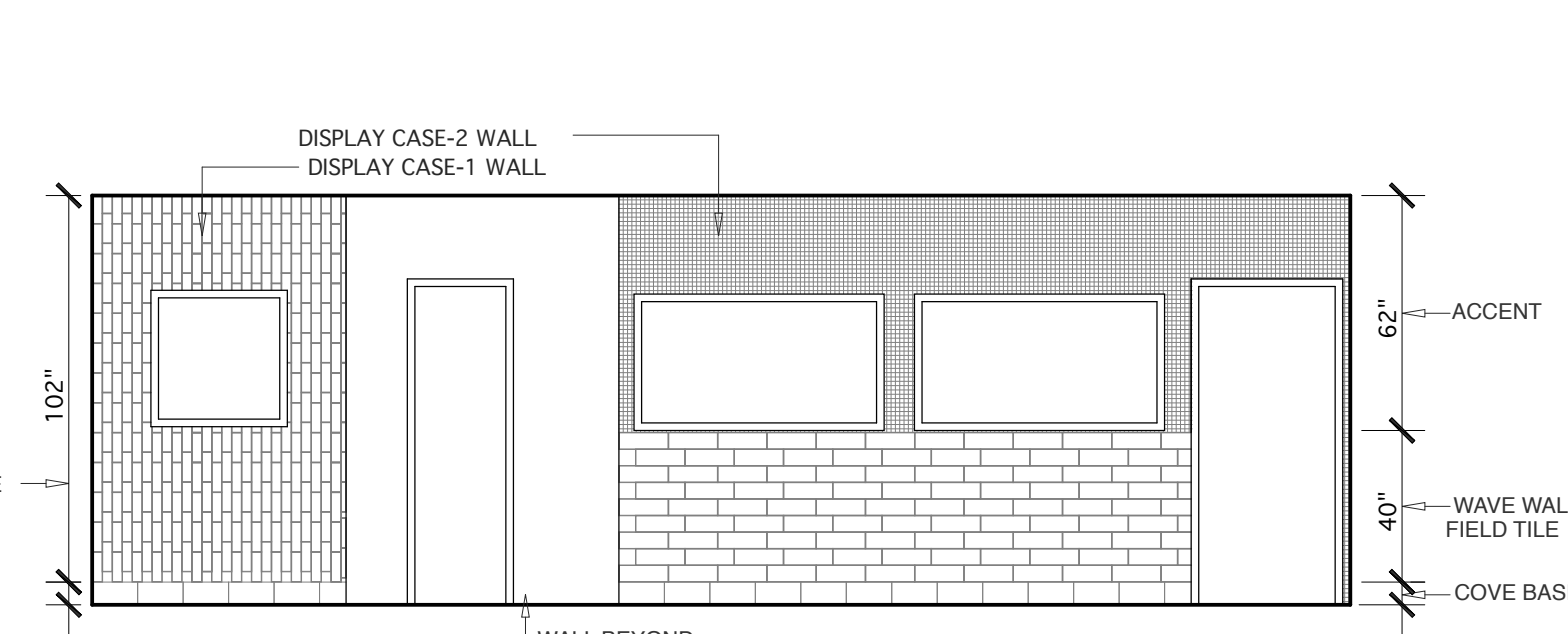 DISPLAY CASE-2 WALL
DISPLAY CASE-1 WALL
102"
62"
ACCENT
40"
WAVE WAL
FIELD TILE
COVE BAS
WALL BEYOND